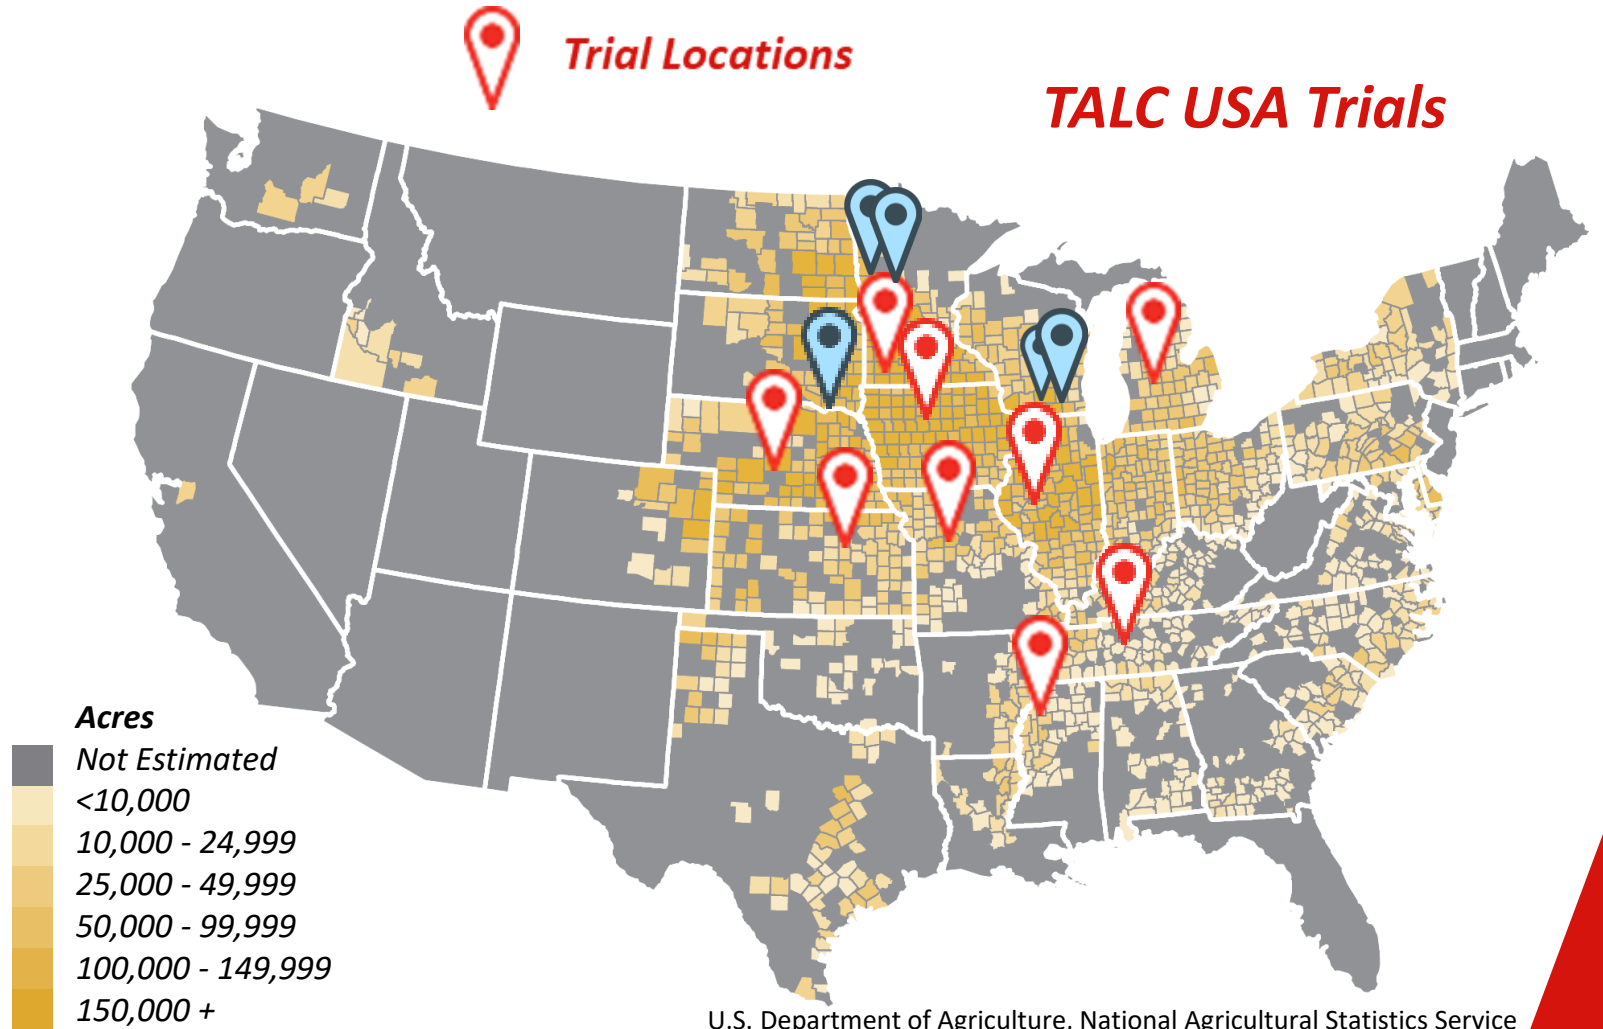 Trial Locations
TALC USA Trials
Acres
Not Estimated
<10,000
10,000 - 24,999
25,000 - 49,999
50,000 - 99,999
100,000 - 149,999
150,000 +
U.S. Department of Agriculture, National Agricultural Statistics Service